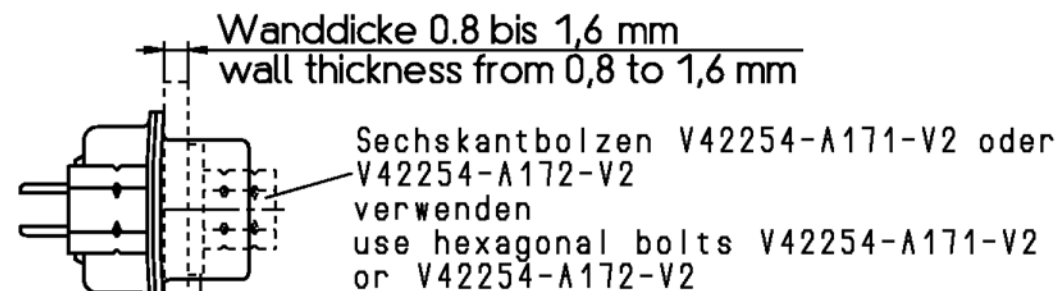 Wanddicke 0.8 bis 1,6 mm
wall thickness from 0,8 to 1,6 mm
Sechskantbolzen V42254-A171-V2 oder
V42254-A172-V2
verwenden
use hexagonal bolts V42254-A171-V2
or V42254-A172-V2